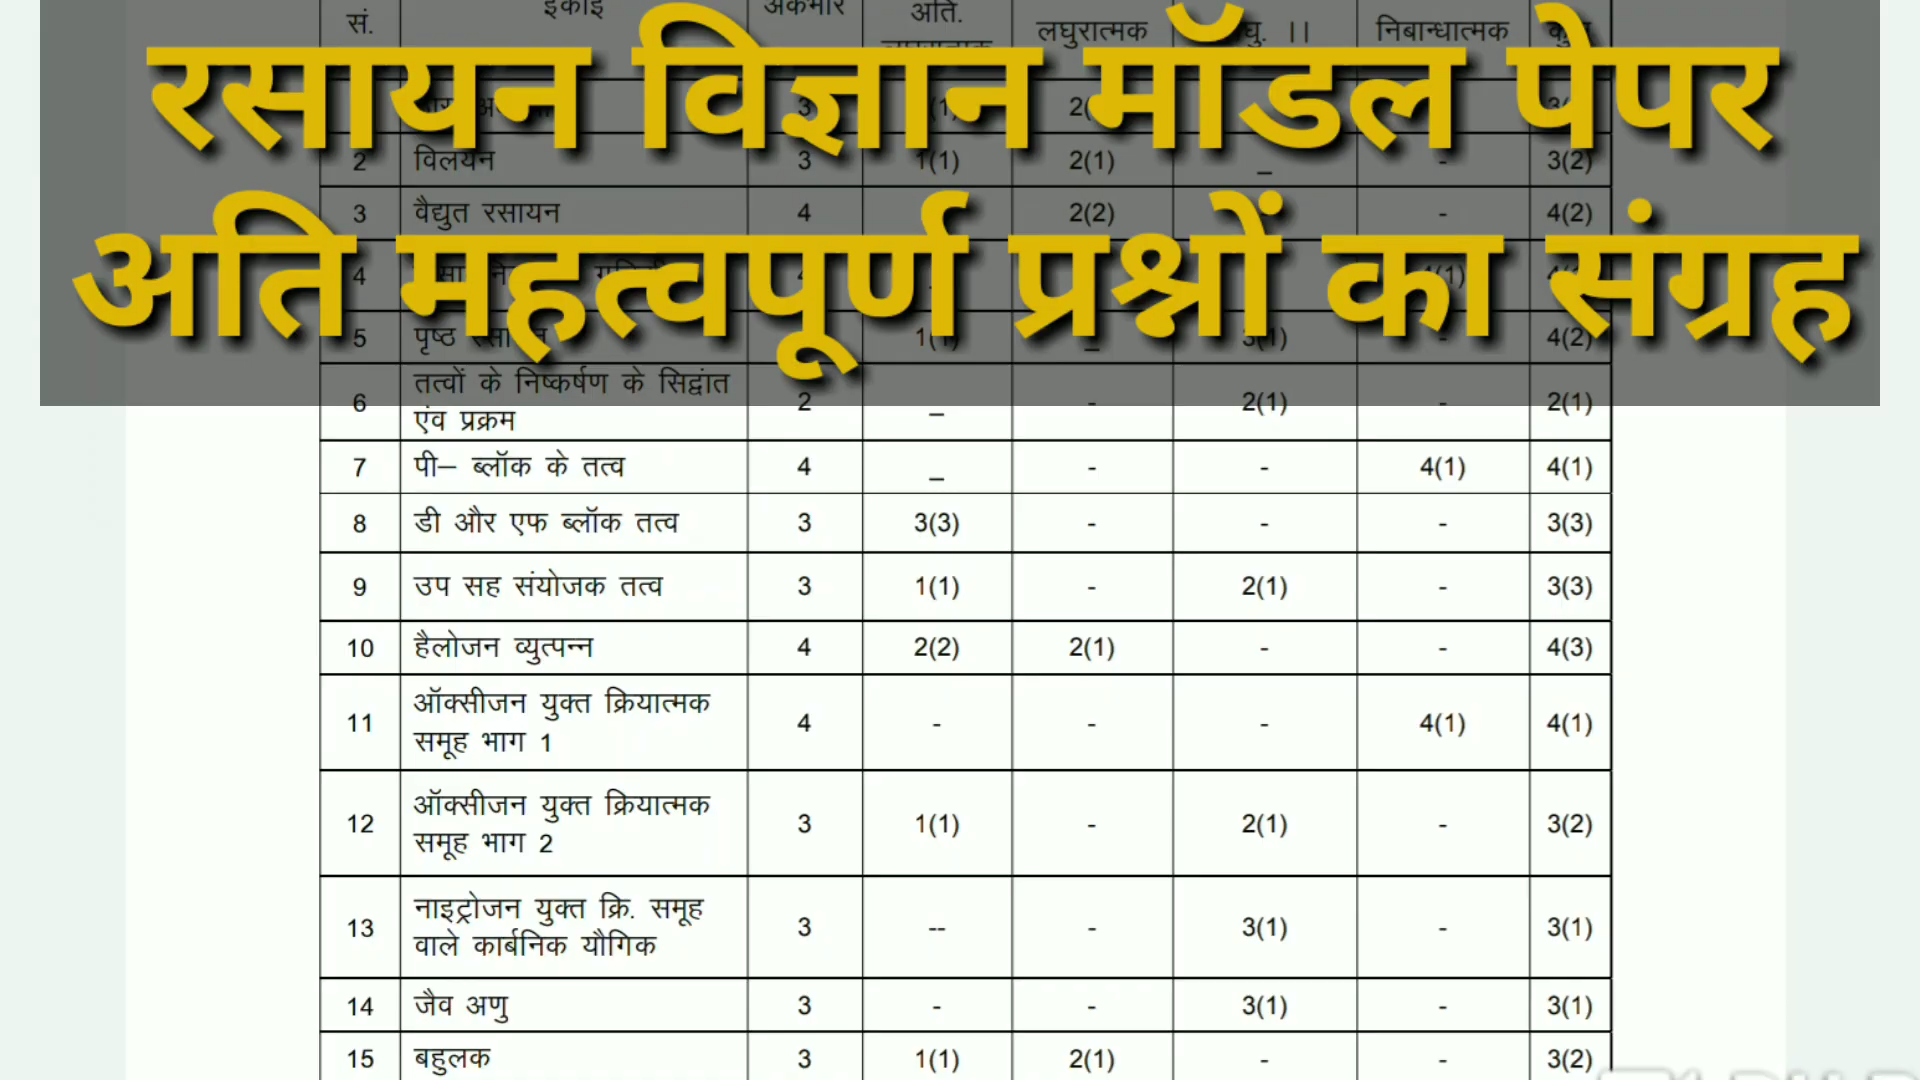 रसायन विज्ञान मॉडल पेपर
अति महत्वपूर्ण प्रश्नों का संग्रह
सं. इकाई अंकभार अति. लघुरात्मक निबान्धात्मक
2 विलयन 3 1(1) 2(1) _ - 3(2)
3 वैद्युत रसायन 4 2(2) - 4(2)
4
5 पृष्ठ 4(2)
6 तत्वों के निष्कर्षण के सिद्वांत 2 _ - 2(1) - 2(1)
एंव प्रक्रम
7 पी– ब्लॉक के तत्व 4 _ - - 4(1) 4(1)
8 डी और एफ ब्लॉक तत्व 3 3(3) - - - 3(3)
9 उप सह संयोजक तत्व 3 1(1) - 2(1) - 3(3)
10 हैलोजन व्युत्पन्न 4 2(2) 2(1) - - 4(3)
11 ऑक्सीजन युक्त क्रियात्मक 4 - - - 4(1) 4(1)
समूह भाग 1
12 ऑक्सीजन युक्त क्रियात्मक 3 1(1) - 2(1) - 3(2)
समूह भाग 2
13 नाइट्रोजन युक्त क्रि. समूह 3 -- - 3(1) - 3(1)
वाले कार्बनिक यौगिक
14 जैव अणु 3 - - 3(1) - 3(1)
15 बहुलक 3 1(1) 2(1) - - 3(2)